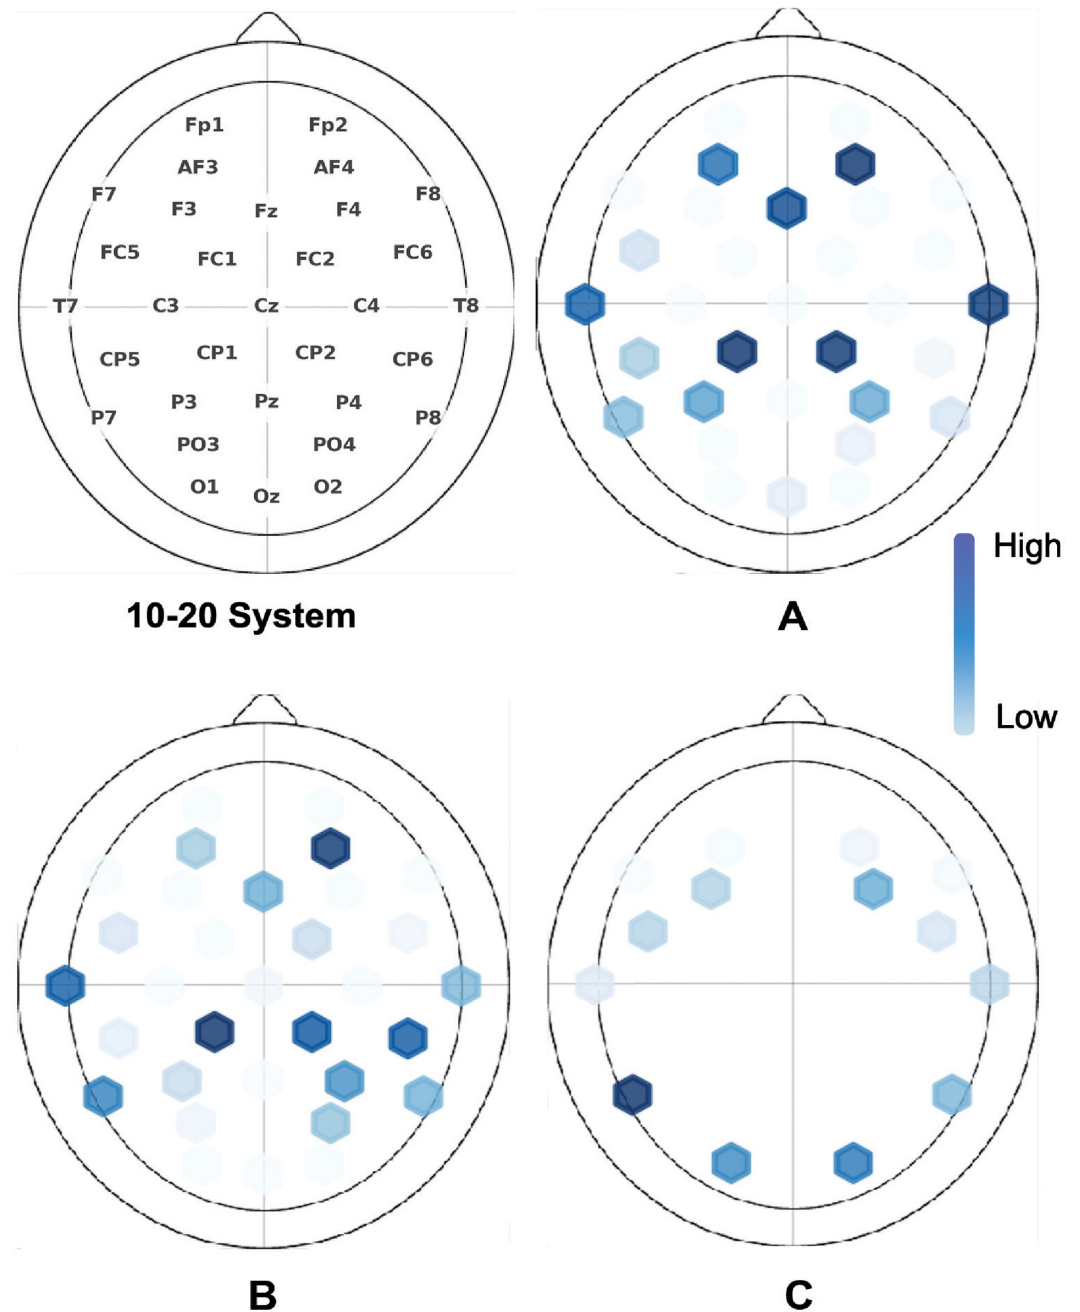 Fp1 Fp2
AF3 AF4
F7 F8
F3 Fz F4
FC5 FC1 FC2 FC6
T7 C3 Cz C4 T8
CP5 CP1 CP2 CP6
P3 Pz P4
P7 P8
PO3 PO4
O1 Oz O2
10-20 System
A
High
Low
B
C